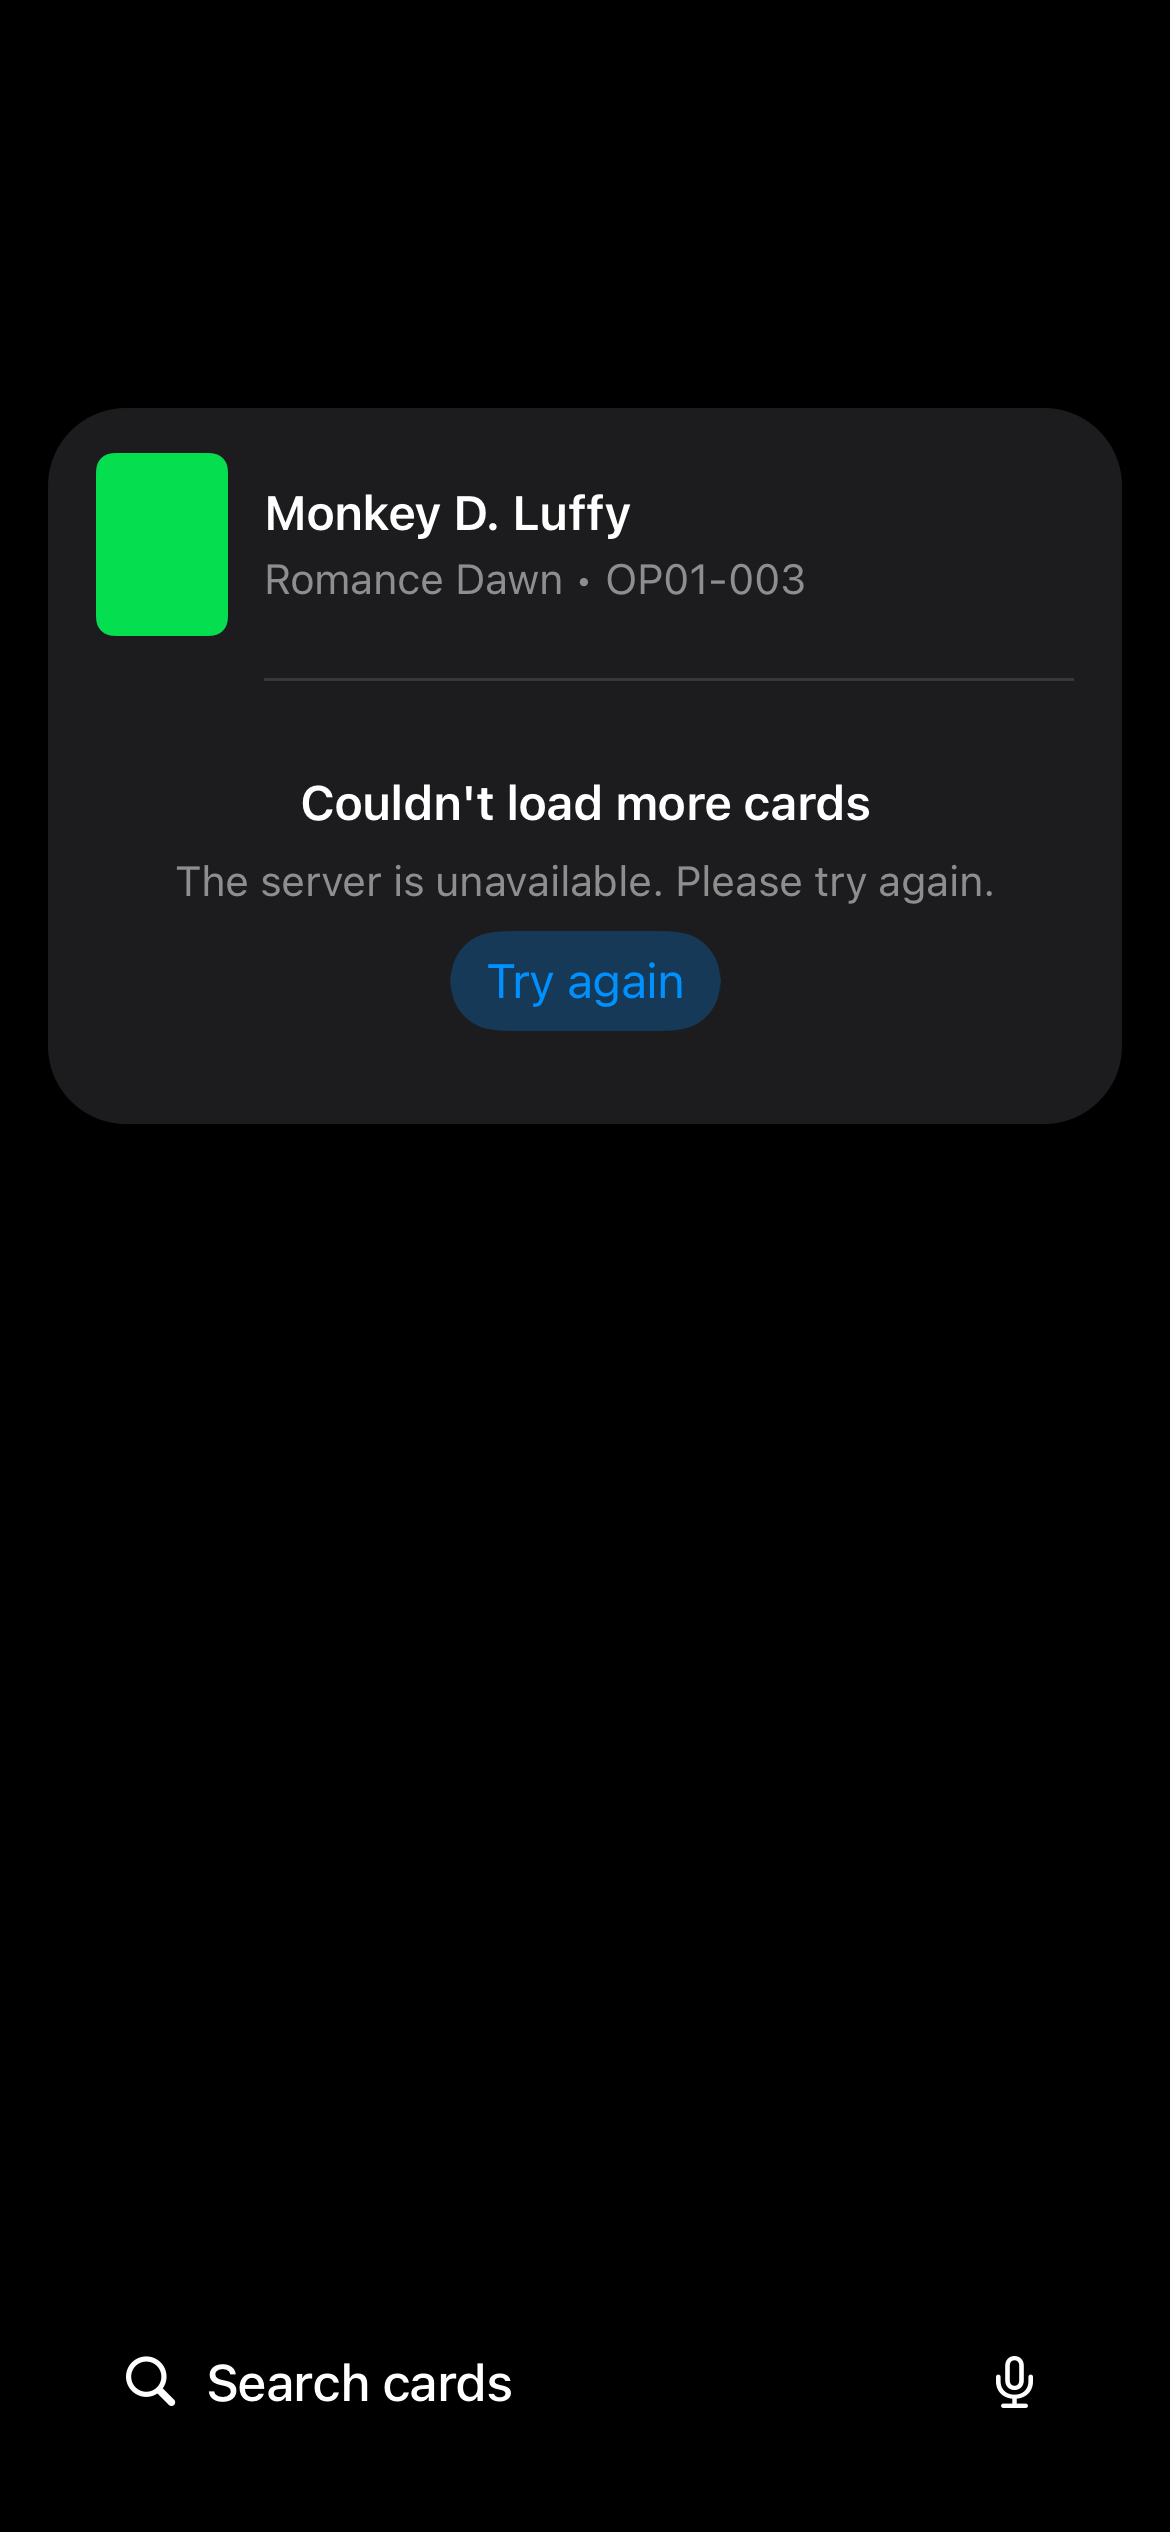 Monkey D. Luffy
Romance Dawn • OP01-003
Couldn't load more cards
The server is unavailable. Please try again.
Try again
Search cards